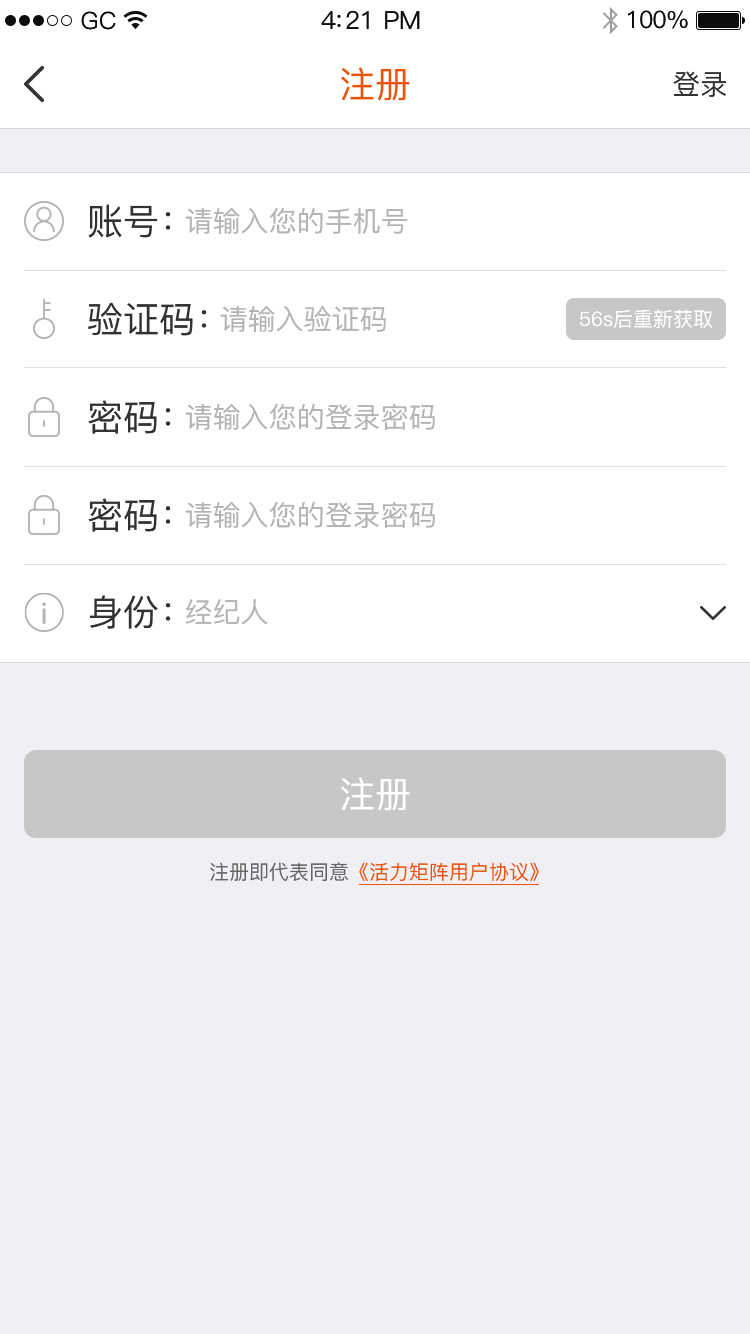 GC 4:21 PM 100%
注册 登录
账号：请输入您的手机号
验证码：请输入验证码 56s后重新获取
密码：请输入您的登录密码
密码：请输入您的登录密码
身份：经纪人
注册
注册即代表同意《活力矩阵用户协议》